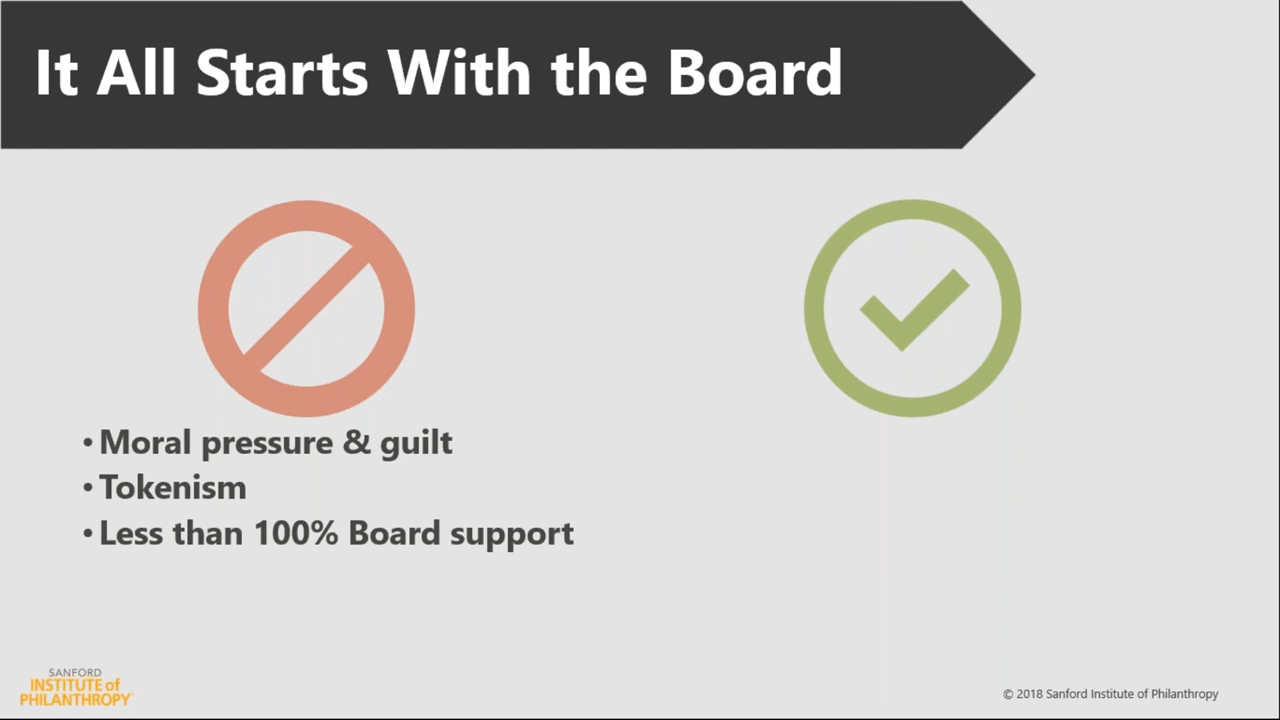 It All Starts With the Board
• Moral pressure & guilt
• Tokenism
• Less than 100% Board support
SANFORD
INSTITUTE of
PHILANTHROPY
© 2018 Sanford Institute of Philanthropy